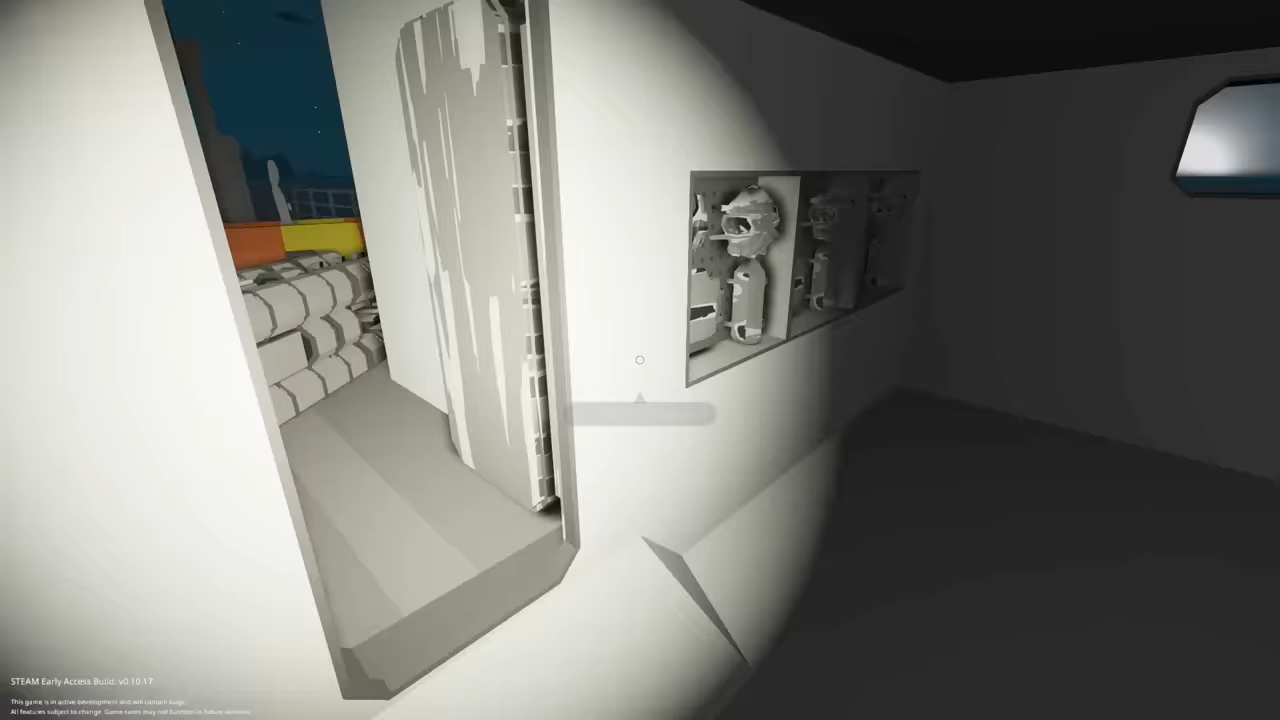 STEAM Early Access Build: v0.10.17
This game is in active development and will contain bugs.
All features subject to change. Game saves may not function in future versions.